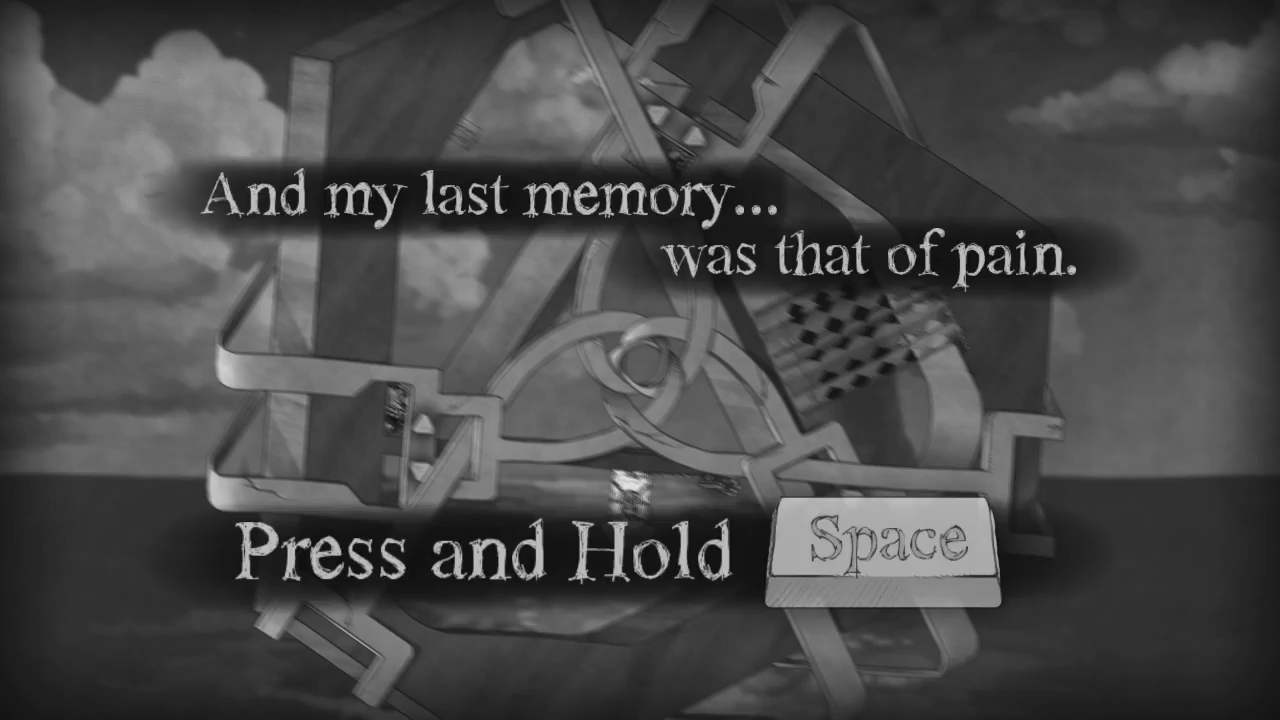 And my last memory...
was that of pain.
Press and Hold Space